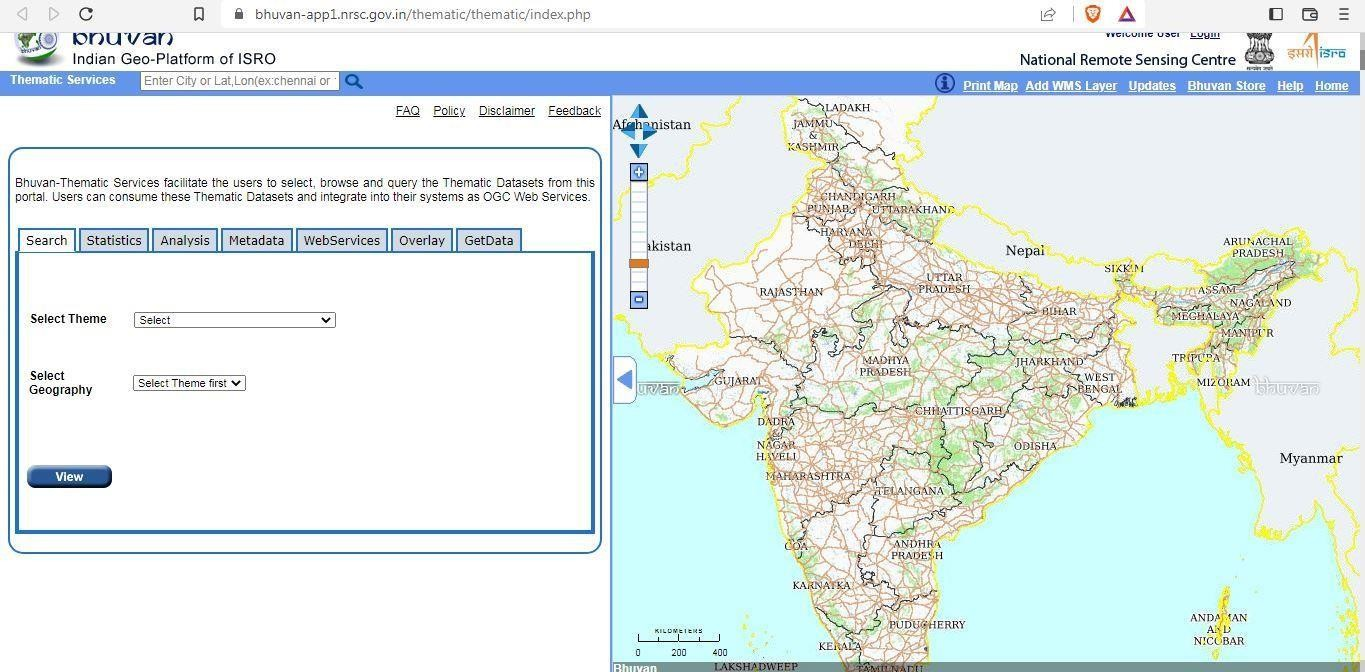 bhuvan-app1.nrsc.gov.in/thematic/thematic/index.php
bhuvan
Indian Geo-Platform of ISRO
Welcome User Login
National Remote Sensing Centre
इसरो isro
Thematic Services
Enter City or Lat,Lon(ex:chennai or
Print Map Add WMS Layer Updates Bhuvan Store Help Home
FAQ Policy Disclaimer Feedback
Bhuvan-Thematic Services facilitate the users to select, browse and query the Thematic Datasets from this
portal. Users can consume these Thematic Datasets and integrate into their systems as OGC Web Services.
Search Statistics Analysis Metadata WebServices Overlay GetData
Select Theme
Select
Select
Geography
Select Theme first
View
LADAKH
Afghanistan
JAMMU
&
KASHMIR
CHANDIGARH
PUNJAB
UTTARAKHAND
HARYANA
DELHI
akistan
Nepal
ARUNACHAL
PRADESH
SIKKIM
UTTAR
PRADESH
RAJASTHAN
ASSAM
NAGALAND
BIHAR
MEGHALAYA
MANIPUR
MADHYA
PRADESH
JHARKHAND
TRIPURA
GUJARAT
WEST
BENGAL
MIZORAM
bhuvan
uvan
CHHATTISGARH
DADRA
&
NAGAR
HAVELI
ODISHA
Myanmar
MAHARASHTRA
TELANGANA
GOA
ANDHRA
PRADESH
KARNATKA
ANDAMAN
AND
NICOBAR
PUDUCHERRY
KILOMETERS
0 200 400
KERALA
Bhuvan
LAKSHADWEEP
TAMILNADU